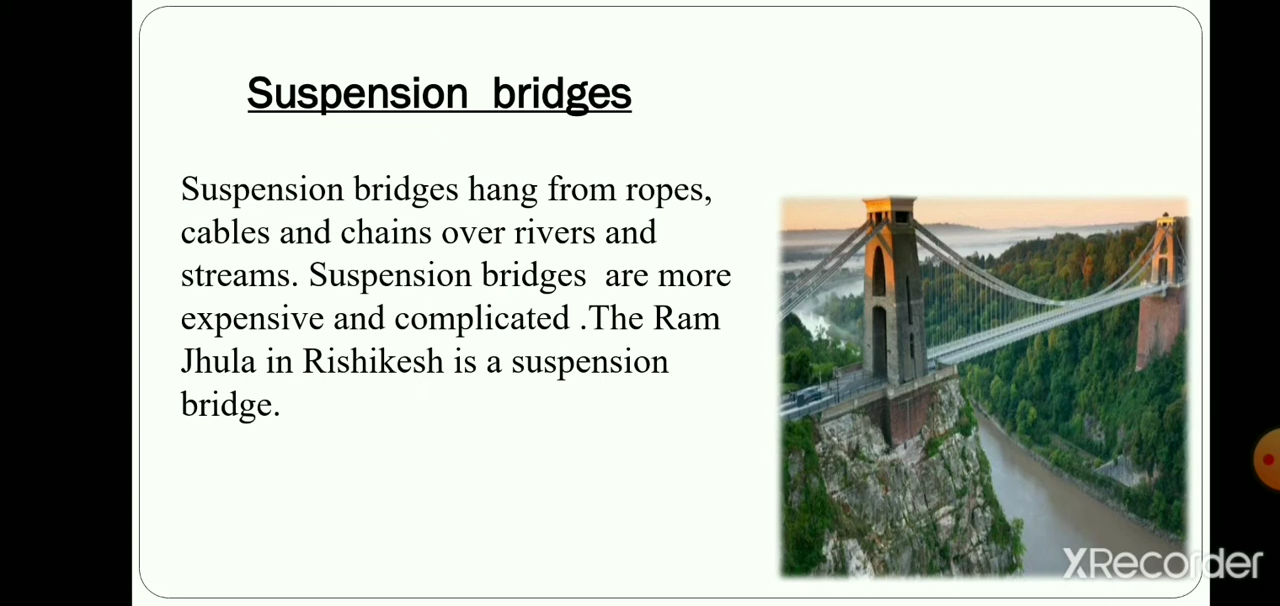 Suspension bridges
Suspension bridges hang from ropes,
cables and chains over rivers and
streams. Suspension bridges are more
expensive and complicated .The Ram
Jhula in Rishikesh is a suspension
bridge.
XRecorder